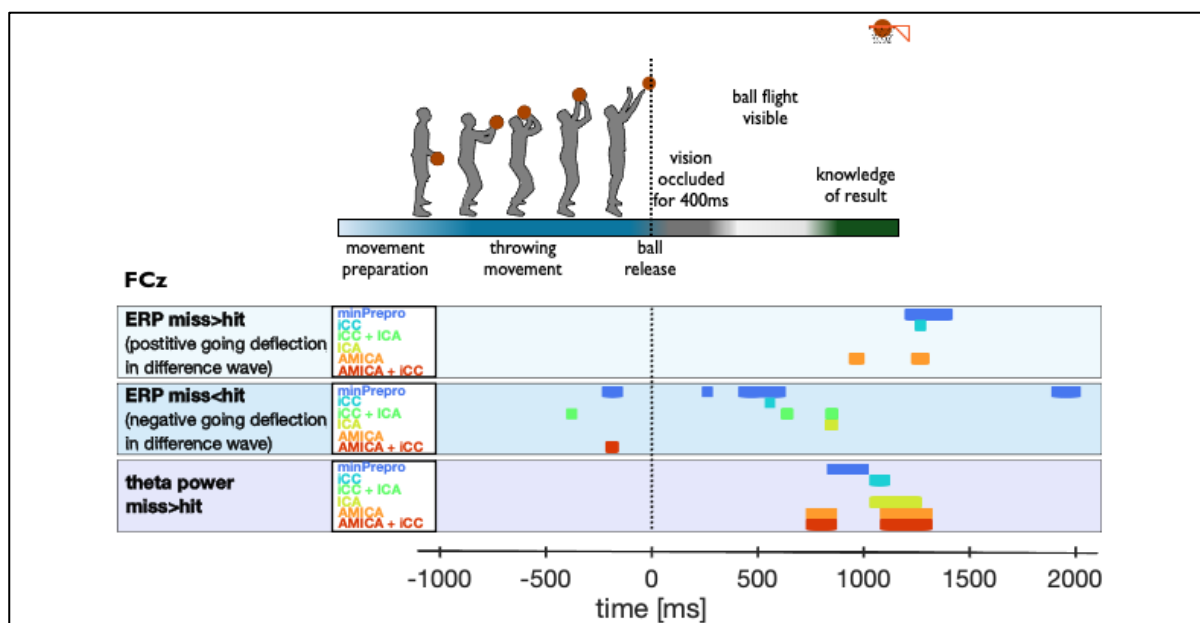 ball flight
visible
vision
occluded
for 400ms
knowledge
of result
movement
preparation
throwing
movement
ball
release
FCz
ERP miss>hit
(postitive going deflection
in difference wave)
minPrepro
iCC
iCC + ICA
ICA
AMICA
AMICA + iCC
ERP miss<hit
(negative going deflection
in difference wave)
minPrepro
iCC
iCC + ICA
ICA
AMICA
AMICA + iCC
theta power
miss>hit
minPrepro
iCC
iCC + ICA
ICA
AMICA
AMICA + iCC
-1000 -500 0 500 1000 1500 2000
time [ms]